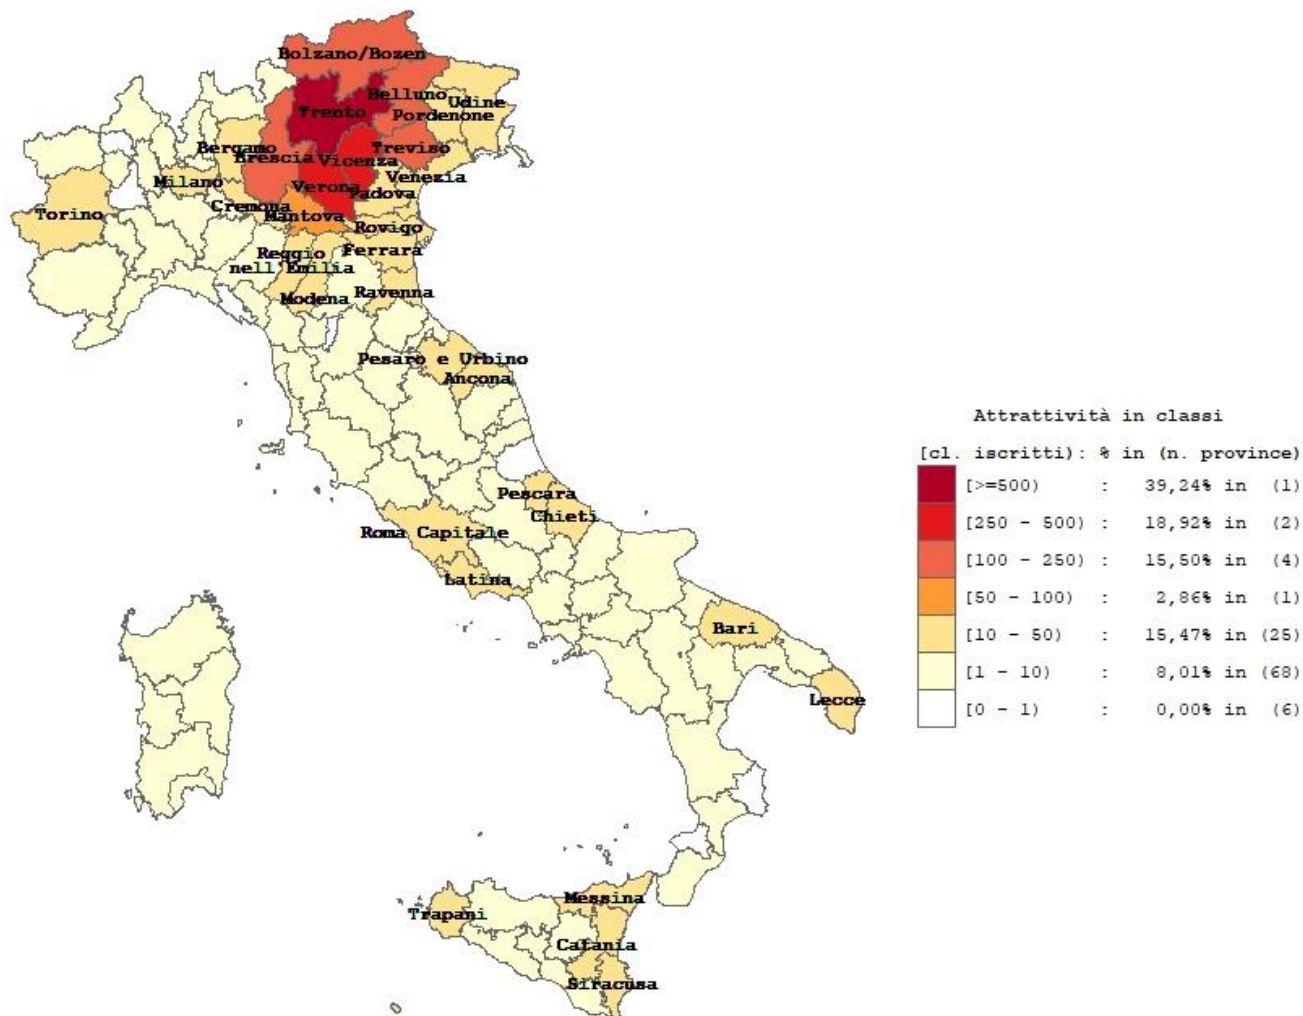 Bolzano/Bozen
Belluno
Udine
Trento
Pordenone
Bergamo
Treviso
Brescia
Vicenza
Milano
Verona
Venezia
Padova
Cremona
Torino
Mantova
Rovigo
Reggio
nell'Emilia
Ferrara
Modena
Ravenna
Pesaro e Urbino
Ancona
Pescara
Chieti
Roma Capitale
Latina
Bari
Lecce
Messina
Trapani
Catania
Siracusa
Attrattività in classi
[cl. iscritti): % in (n. province)
[>=500) : 39,24% in (1)
[250 - 500) : 18,92% in (2)
[100 - 250) : 15,50% in (4)
[50 - 100) : 2,86% in (1)
[10 - 50) : 15,47% in (25)
[1 - 10) : 8,01% in (68)
[0 - 1) : 0,00% in (6)